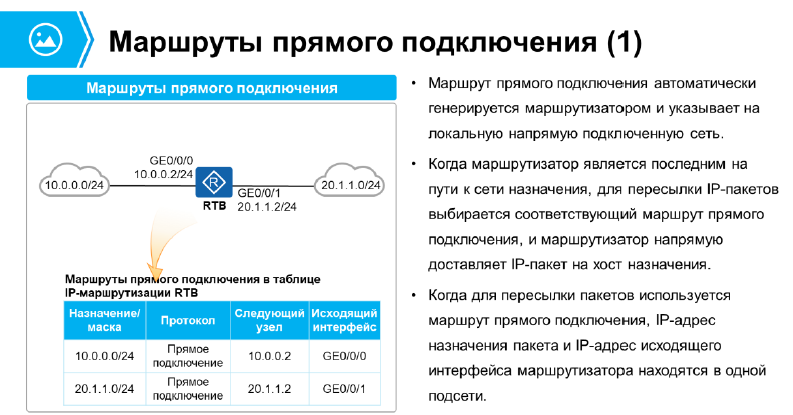 Маршруты прямого подключения (1)
Маршруты прямого подключения
GE0/0/0
10.0.0.2/24
10.0.0.0/24
20.1.1.0/24
GE0/0/1
20.1.1.2/24
RTB
Маршруты прямого подключения в таблице
IP-маршрутизации RTB
Назначение/маска Протокол Следующий узел Исходящий интерфейс
10.0.0.0/24 Прямое подключение 10.0.0.2 GE0/0/0
20.1.1.0/24 Прямое подключение 20.1.1.2 GE0/0/1
• Маршрут прямого подключения автоматически
генерируется маршрутизатором и указывает на
локальную напрямую подключенную сеть.
• Когда маршрутизатор является последним на
пути к сети назначения, для пересылки IP-пакетов
выбирается соответствующий маршрут прямого
подключения, и маршрутизатор напрямую
доставляет IP-пакет на хост назначения.
• Когда для пересылки пакетов используется
маршрут прямого подключения, IP-адрес
назначения пакета и IP-адрес исходящего
интерфейса маршрутизатора находятся в одной
подсети.